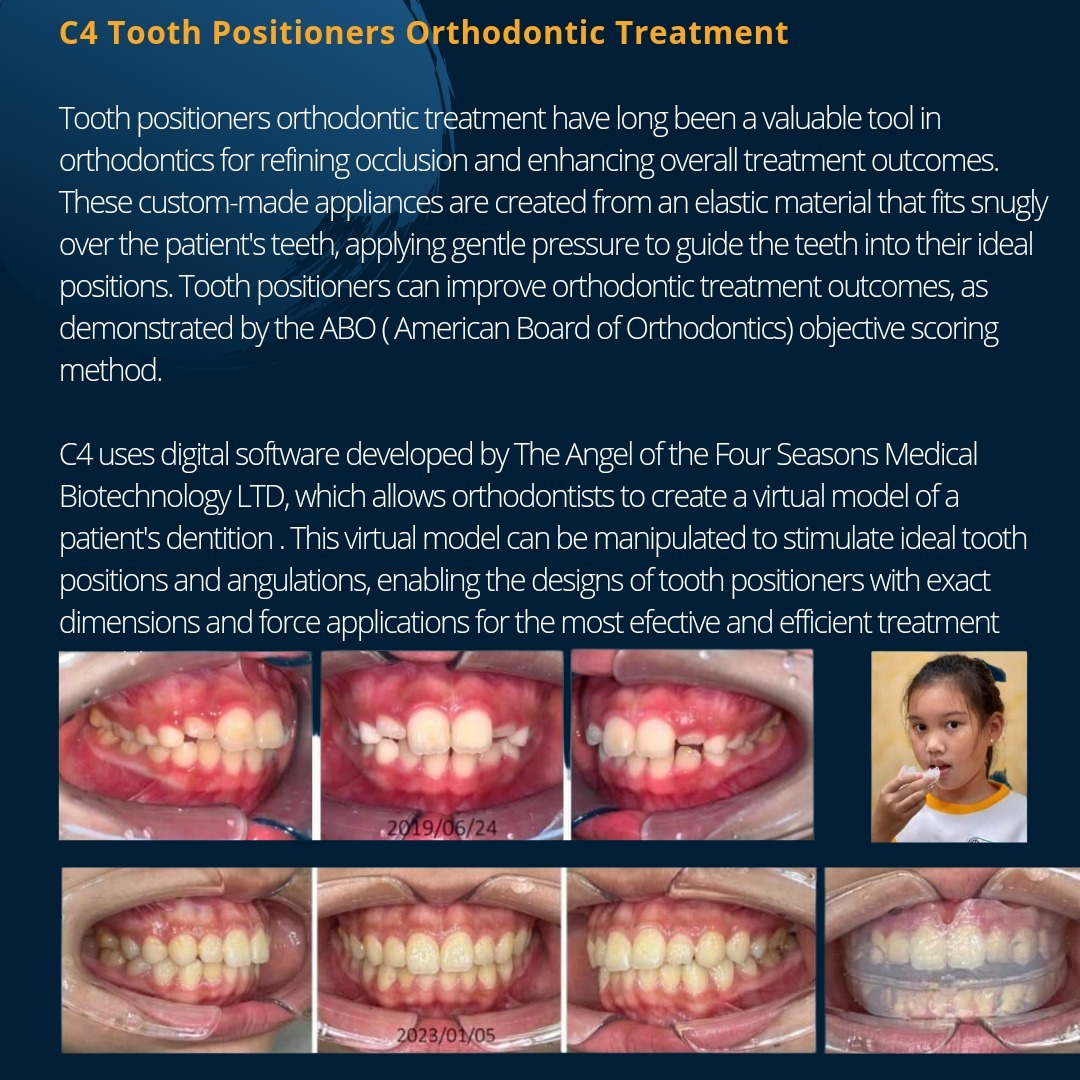 C4 Tooth Positioners Orthodontic Treatment
Tooth positioners orthodontic treatment have long been a valuable tool in
orthodontics for refining occlusion and enhancing overall treatment outcomes.
These custom-made appliances are created from an elastic material that fits snugly
over the patient's teeth, applying gentle pressure to guide the teeth into their ideal
positions. Tooth positioners can improve orthodontic treatment outcomes, as
demonstrated by the ABO ( American Board of Orthodontics) objective scoring
method.
C4 uses digital software developed by The Angel of the Four Seasons Medical
Biotechnology LTD, which allows orthodontists to create a virtual model of a
patient's dentition . This virtual model can be manipulated to stimulate ideal tooth
positions and angulations, enabling the designs of tooth positioners with exact
dimensions and force applications for the most efective and efficient treatment
2019/06/24
2023/01/05